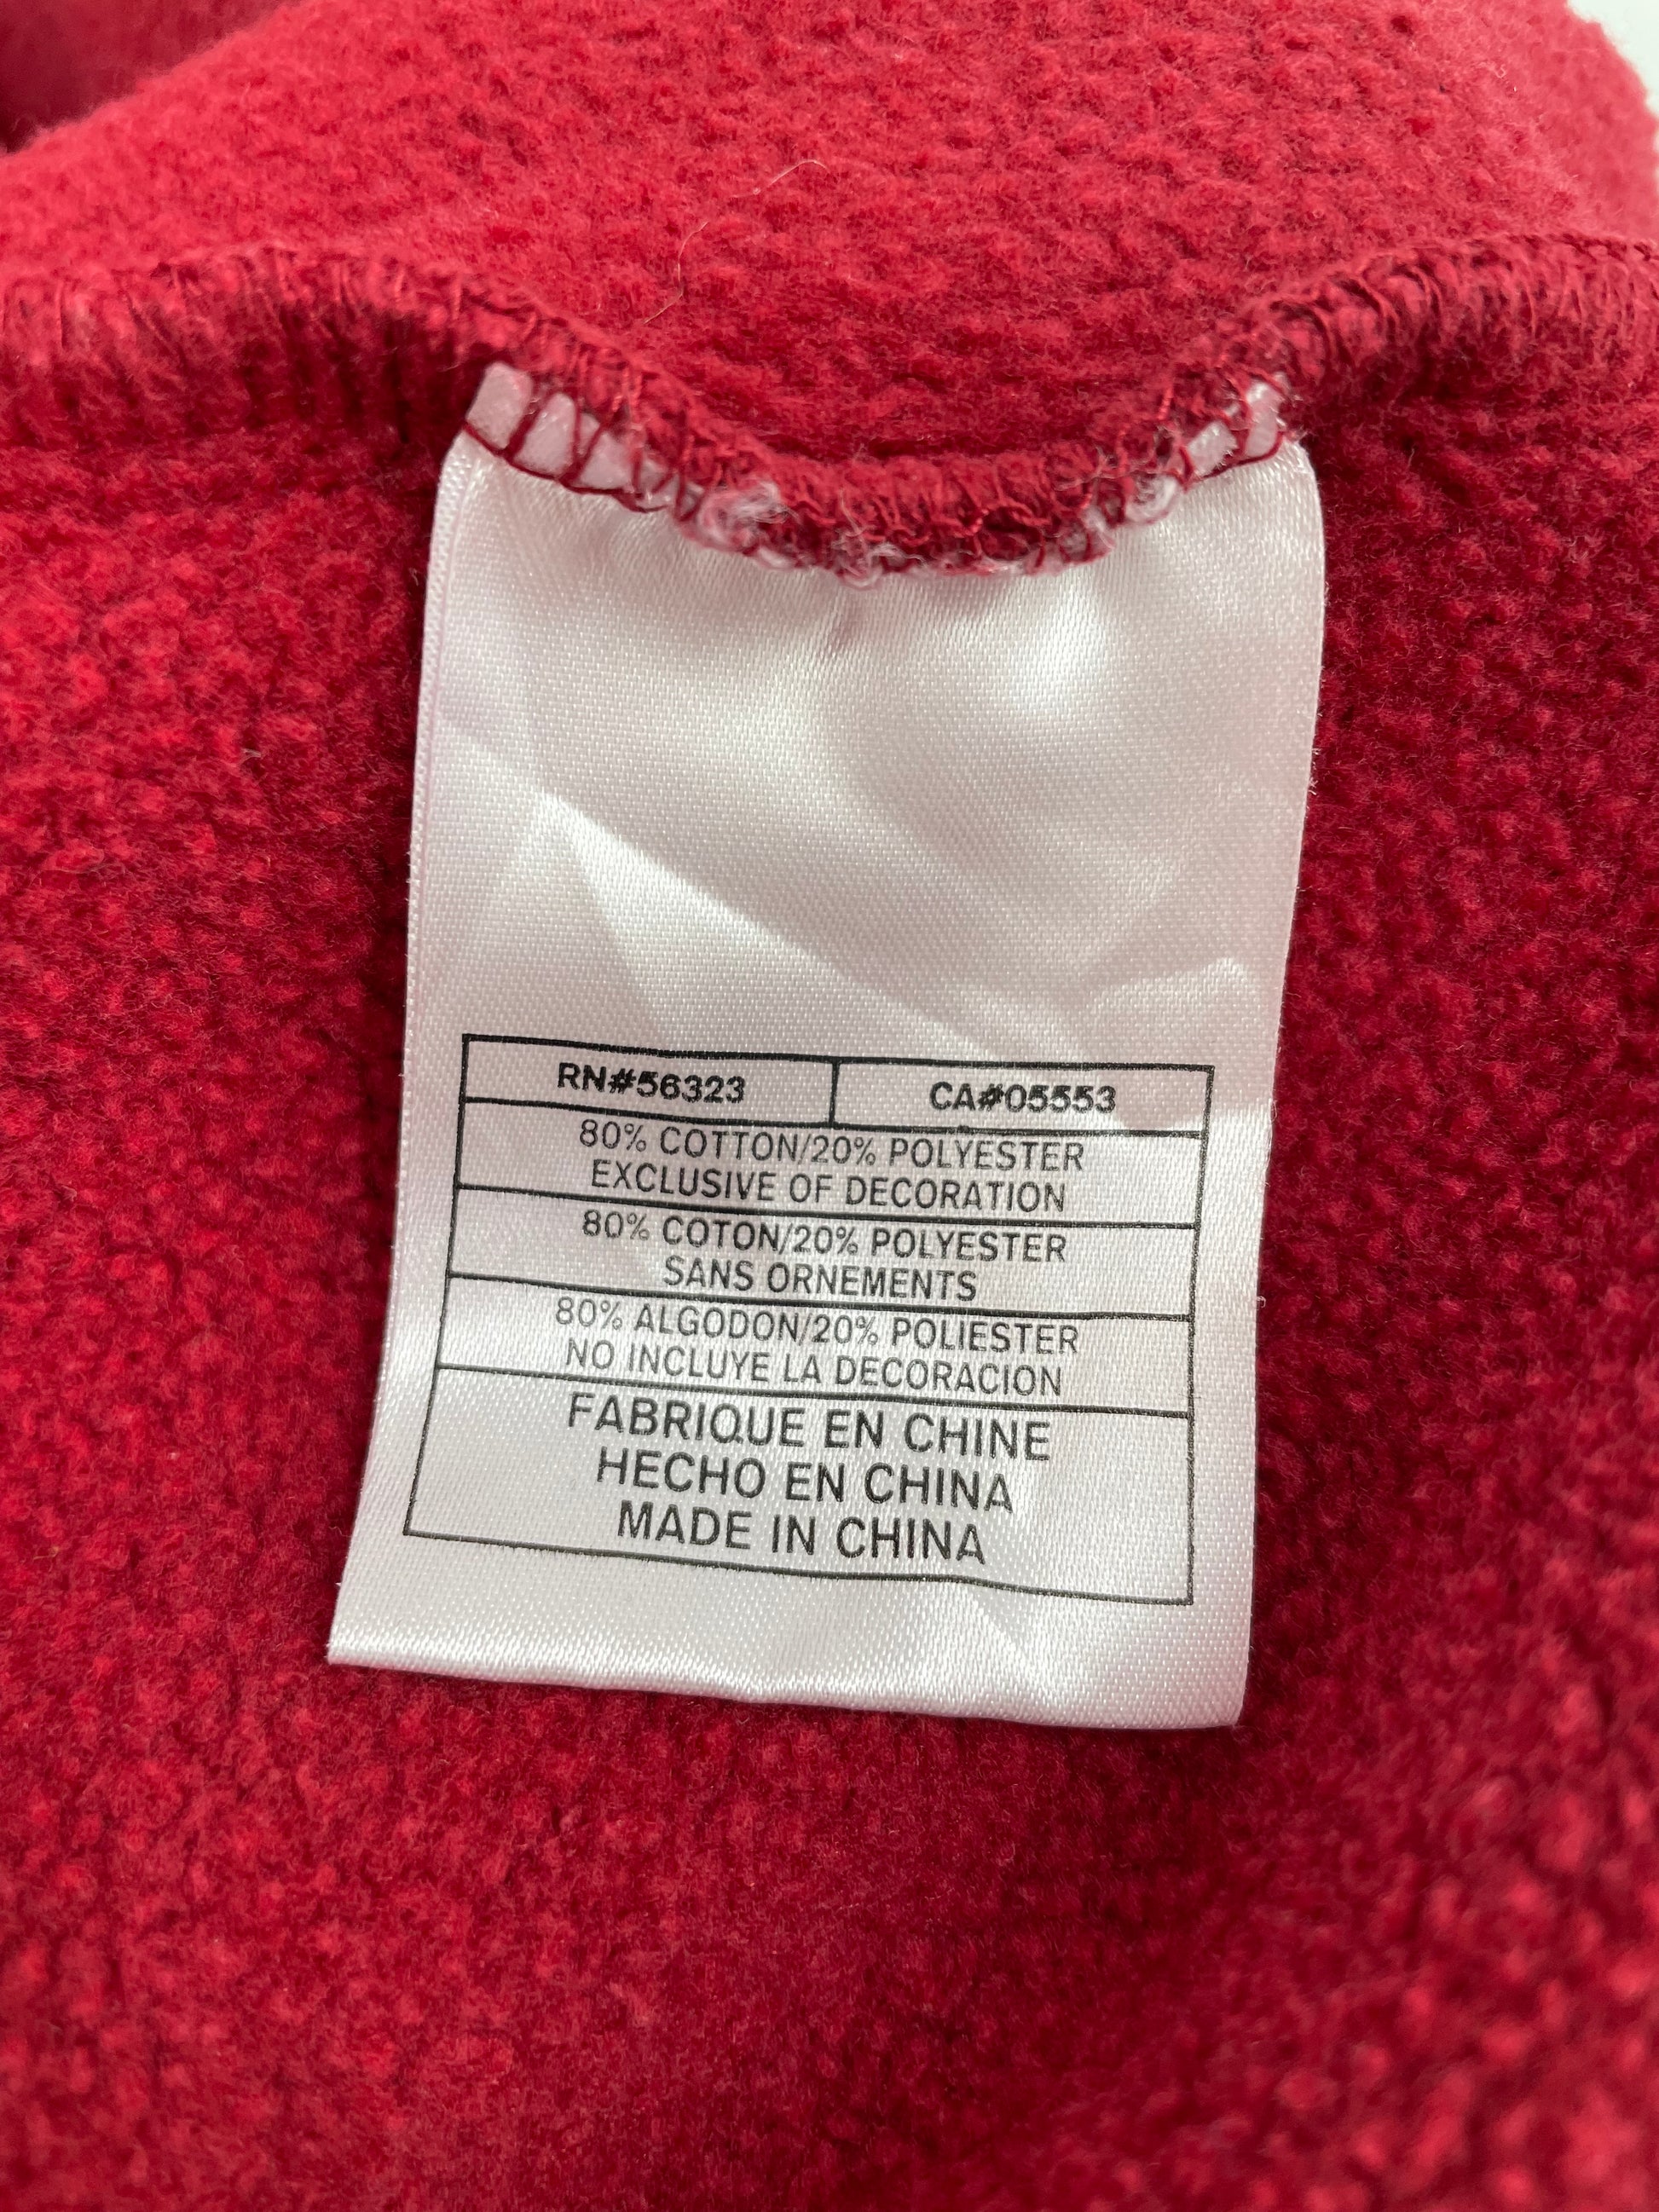 RN#56323 CA#05553
80% COTTON/20% POLYESTER
EXCLUSIVE OF DECORATION
80% COTON/20% POLYESTER
SANS ORNEMENTS
80% ALGODON/20% POLIESTER
NO INCLUYE LA DECORACION
FABRIQUE EN CHINE
HECHO EN CHINA
MADE IN CHINA